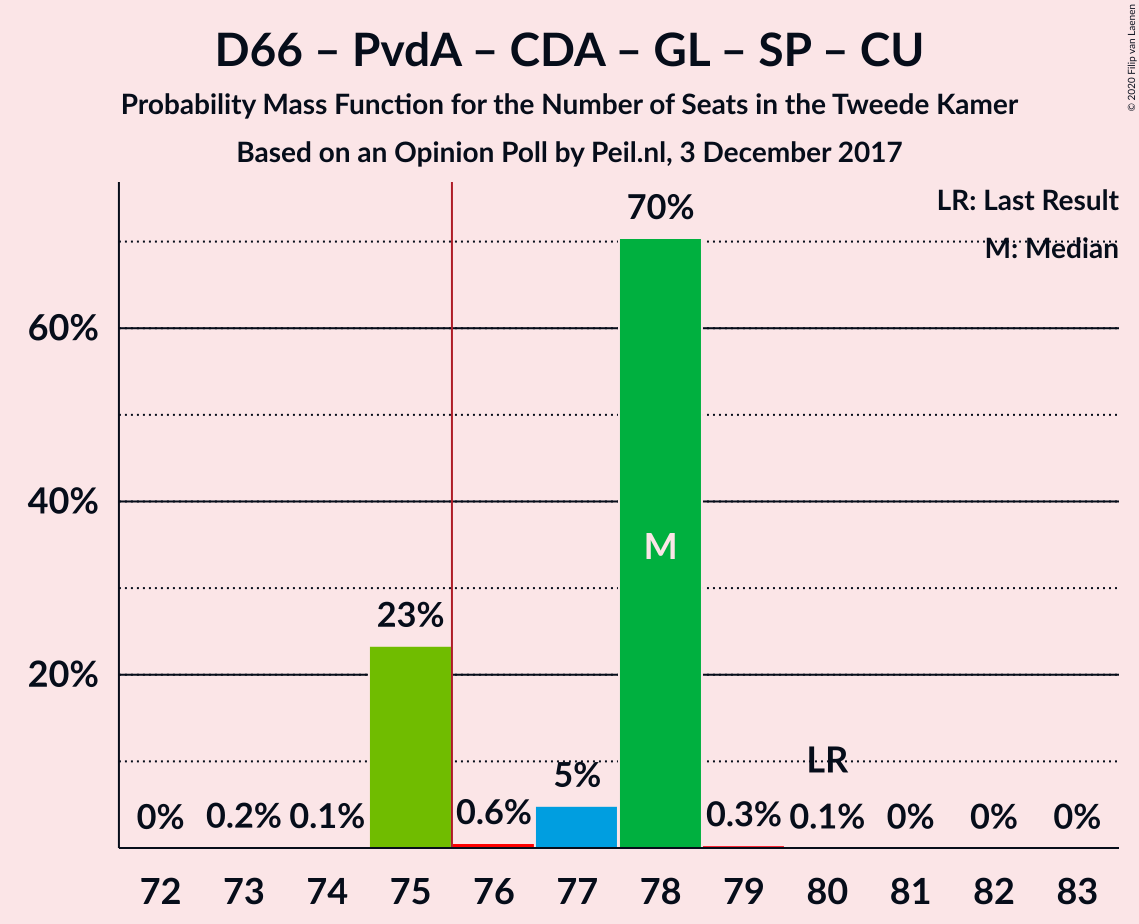 D66 – PvdA – CDA – GL – SP – CU
Probability Mass Function for the Number of Seats in the Tweede Kamer
Based on an Opinion Poll by Peil.nl, 3 December 2017
© 2020 Filip van Laenen
LR: Last Result
M: Median
70%
60%
40%
M
23%
20%
LR
5%
0% 0.2% 0.1% 0.6% 0.3% 0.1% 0% 0% 0%
72 73 74 75 76 77 78 79 80 81 82 83